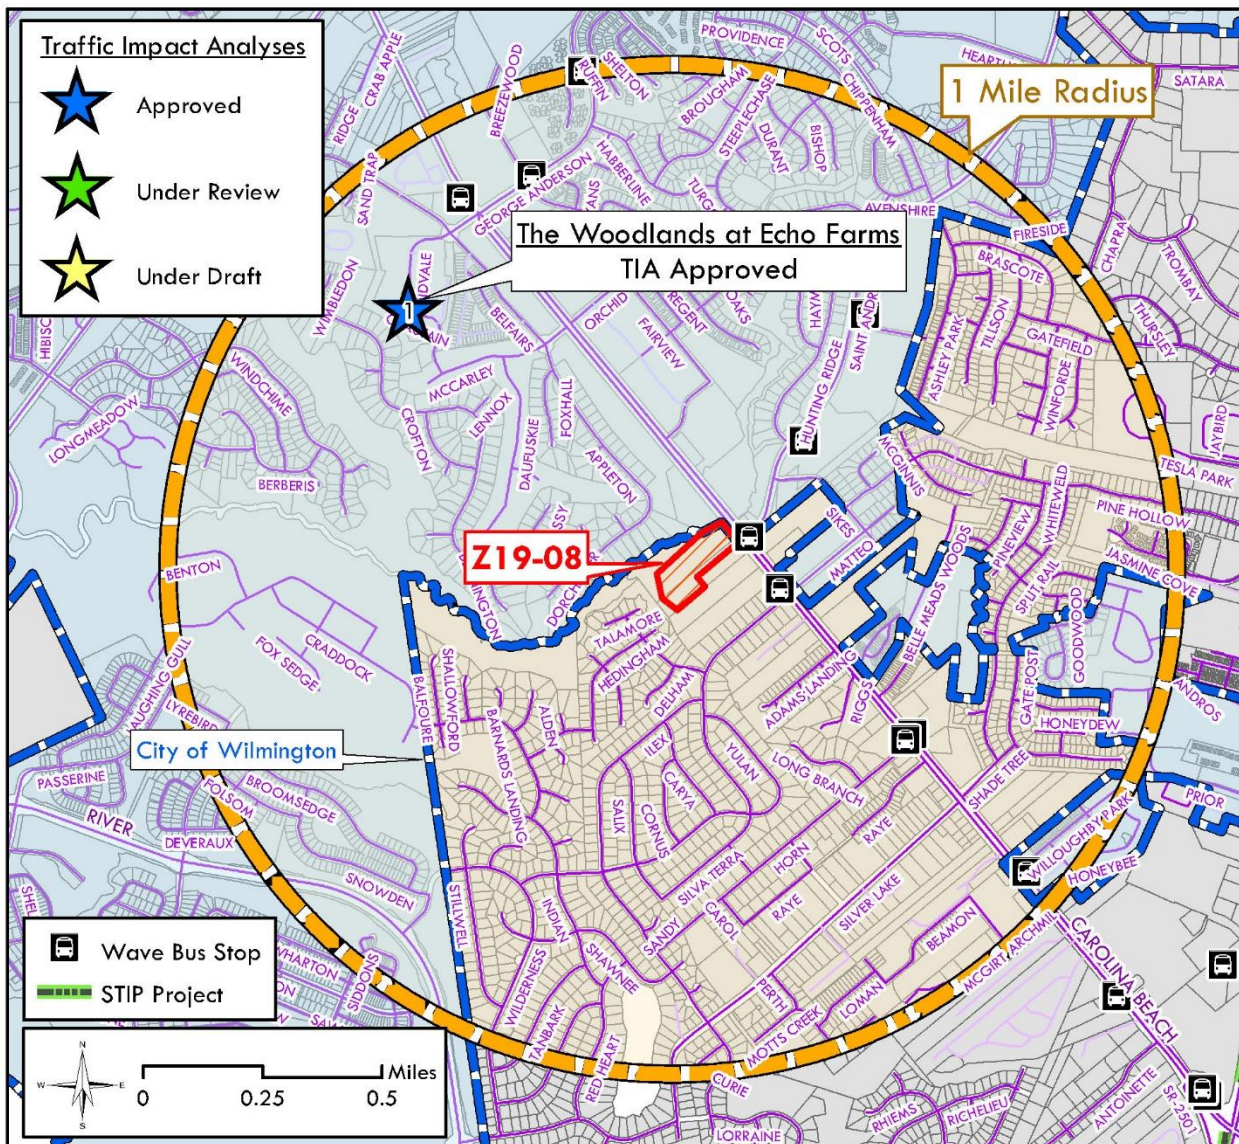 Traffic Impact Analyses
Approved
Under Review
Under Draft
1 Mile Radius
The Woodlands at Echo Farms
TIA Approved
1
Z19-08
City of Wilmington
Wave Bus Stop
STIP Project
N
W E
S
Miles
0 0.25 0.5
RIDGE
CRAB APPLE
BREEZEWOOD
RUFFIN
SHELTON
PROVIDENCE
BROUGHAM
STEEPLECHASE
DURANT
BISHOP
SCOTS
CHIPPENHAM
SATARA
SAND TRAP
GEORGE ANDERSON
HABBERLINE
AVENSHIRE
FIRESIDE
CHAPRA
TROMBAY
THURSLEY
JAYBIRD
WIMBLEDON
BELFAIRS
ORCHID
FAIRVIEW
REGENT
OAKS
HUNTING RIDGE
BRASCOTE
TILSON
GATEFIELD
ASHLEY PARK
WINFORDE
WINDCHIME
LONGMEADOW
BERBERIS
MCCARLEY
LENNOX
CROFTON
DAUFUSKIE
FOXHALL
APPLETON
MCGINNIS
SIKES
MATTEO
TESLA PARK
PINE HOLLOW
JASMINE COVE
WHITEWELD
PINEVIEW
SPLIT RAIL
GOODWOOD
BELLE MEADS WOODS
GATE POST
HONEYDEW
ANDROS
BENTON
FOX SEDGE
CRADDOCK
LYREBIRD
PASSERINE
RIVER
DEVERAUX
FOLSOM
BROOMSEDGE
SNOWDEN
WHARTON
SIDDONS
TALAMORE
HEDINGHAM
DELHAM
ADAMS LANDING
RIGGS
BALFOURE
SHALLOWFORD
BARNARDS LANDING
ALDEN
ILEX
CARYA
YULAN
SALIX
CORNUS
LONG BRANCH
SHADE TREE
RAYE
SILVA TERRA
HORN
RAYE
SILVER LAKE
CAROL
SANDY
STILLWELL
INDIAN
SHAWNEE
WILDERNESS
TANBARK
RED HEART
PERTH
MOTTS CREEK
LOMAN
BEAMON
MCGIRT
ARCHMIL
WILLOUGHBY PARK
HONEYBEE
PRIOR
CAROLINA BEACH
CURIE
LORRAINE
RHIEMS
RICHELIEU
ANTOINETTE
SR-2501